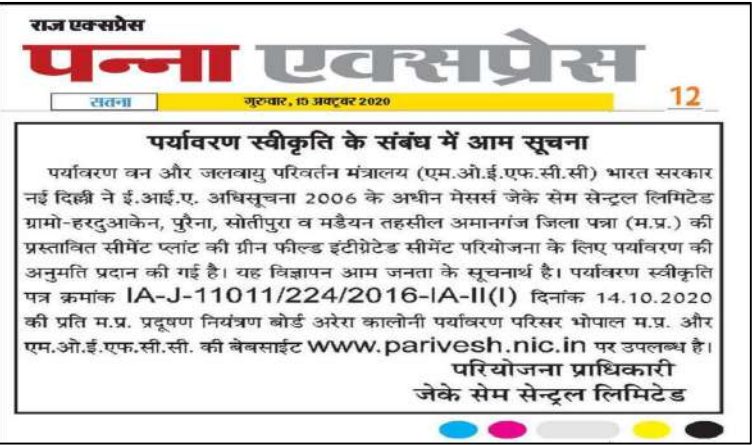 राज एक्सप्रेस
पन्ना एक्सप्रेस
सतना
गुरुवार, 15 अक्टूबर 2020
12
पर्यावरण स्वीकृति के संबंध में आम सूचना
पर्यावरण वन और जलवायु परिवर्तन मंत्रालय (एम.ओ.ई.एफ.सी.सी) भारत सरकार
नई दिल्ली ने ई.आई.ए. अधिसूचना 2006 के अधीन मेसर्स जेके सेम सेन्ट्रल लिमिटेड
ग्रामो-हरदुआकेन, पुरैना, सोतीपुरा व मडैयन तहसील अमानगंज जिला पन्ना (म.प्र.) की
प्रस्तावित सीमेंट प्लांट की ग्रीन फील्ड इंटीग्रेटेड सीमेंट परियोजना के लिए पर्यावरण की
अनुमति प्रदान की गई है। यह विज्ञापन आम जनता के सूचनार्थ है। पर्यावरण स्वीकृति
पत्र क्रमांक IA-J-11011/224/2016-IA-II(I) दिनांक 14.10.2020
की प्रति म.प्र. प्रदूषण नियंत्रण बोर्ड अरेरा कालोनी पर्यावरण परिसर भोपाल म.प्र. और
एम.ओ.ई.एफ.सी.सी. की बेबसाईट www.parivesh.nic.in पर उपलब्ध है।
परियोजना प्राधिकारी
जेके सेम सेन्ट्रल लिमिटेड